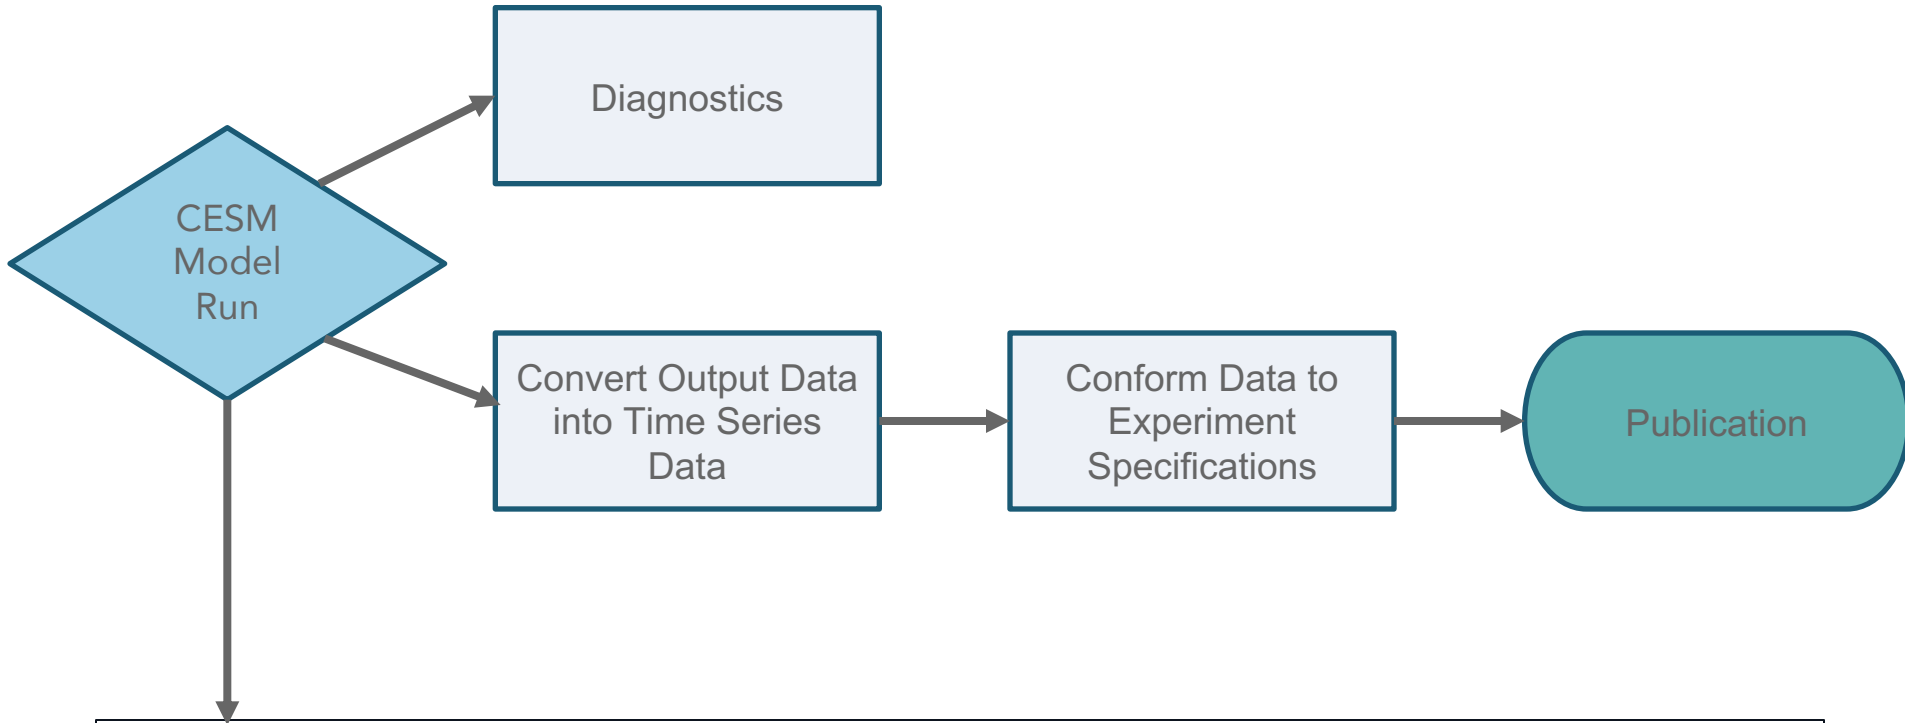 Diagnostics
CESM
Model
Run
Convert Output Data
into Time Series
Data
Conform Data to
Experiment
Specifications
Publication